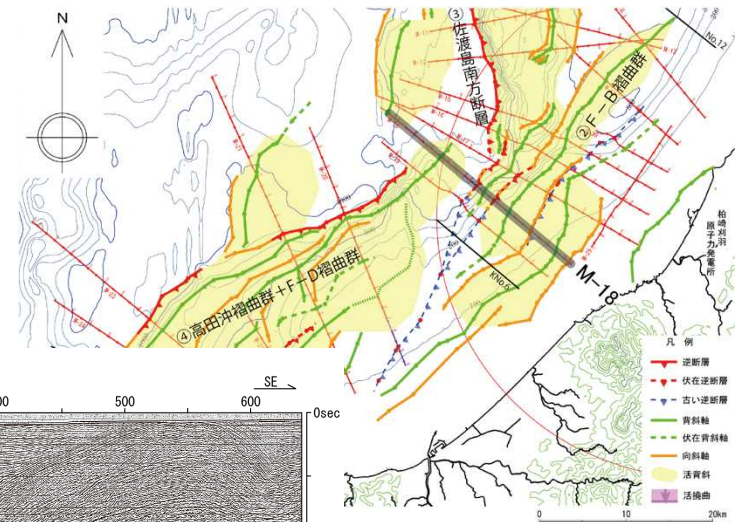 N
③佐渡島南方断層
②F-B褶曲群
No.12
柏崎刈羽
原子力発電所
④高田沖褶曲群+F-D褶曲群
KNo.6
M-18
凡 例
逆断層
伏在逆断層
古い逆断層
背斜軸
伏在背斜軸
向斜軸
活背斜
活撓曲
0 10 20km
SE
500 600
0sec